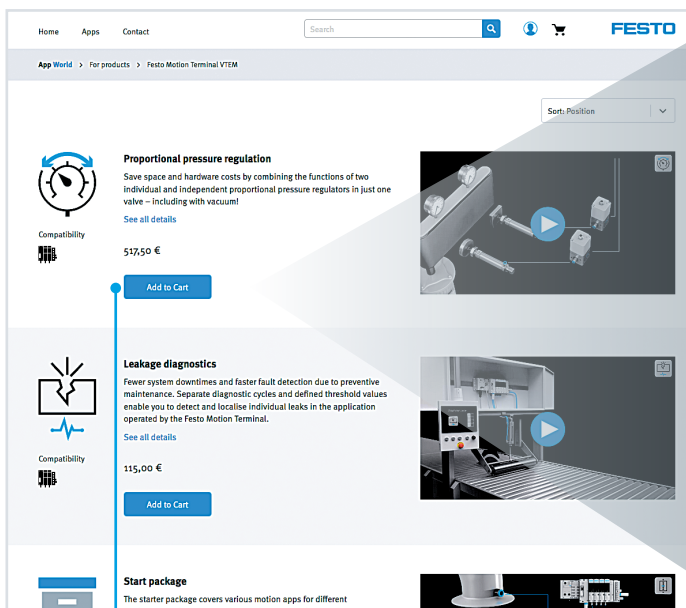 Home Apps Contact Search FESTO
App World > For products > Festo Motion Terminal VTEM
Sort: Position
Proportional pressure regulation
Save space and hardware costs by combining the functions of two
individual and independent proportional pressure regulators in just one
valve – including with vacuum!
See all details
Compatibility
517,50 €
Add to Cart
Leakage diagnostics
Fewer system downtimes and faster fault detection due to preventive
maintenance. Separate diagnostic cycles and defined threshold values
enable you to detect and localise individual leaks in the application
operated by the Festo Motion Terminal.
See all details
Compatibility
115,00 €
Add to Cart
Start package
The starter package covers various motion apps for different